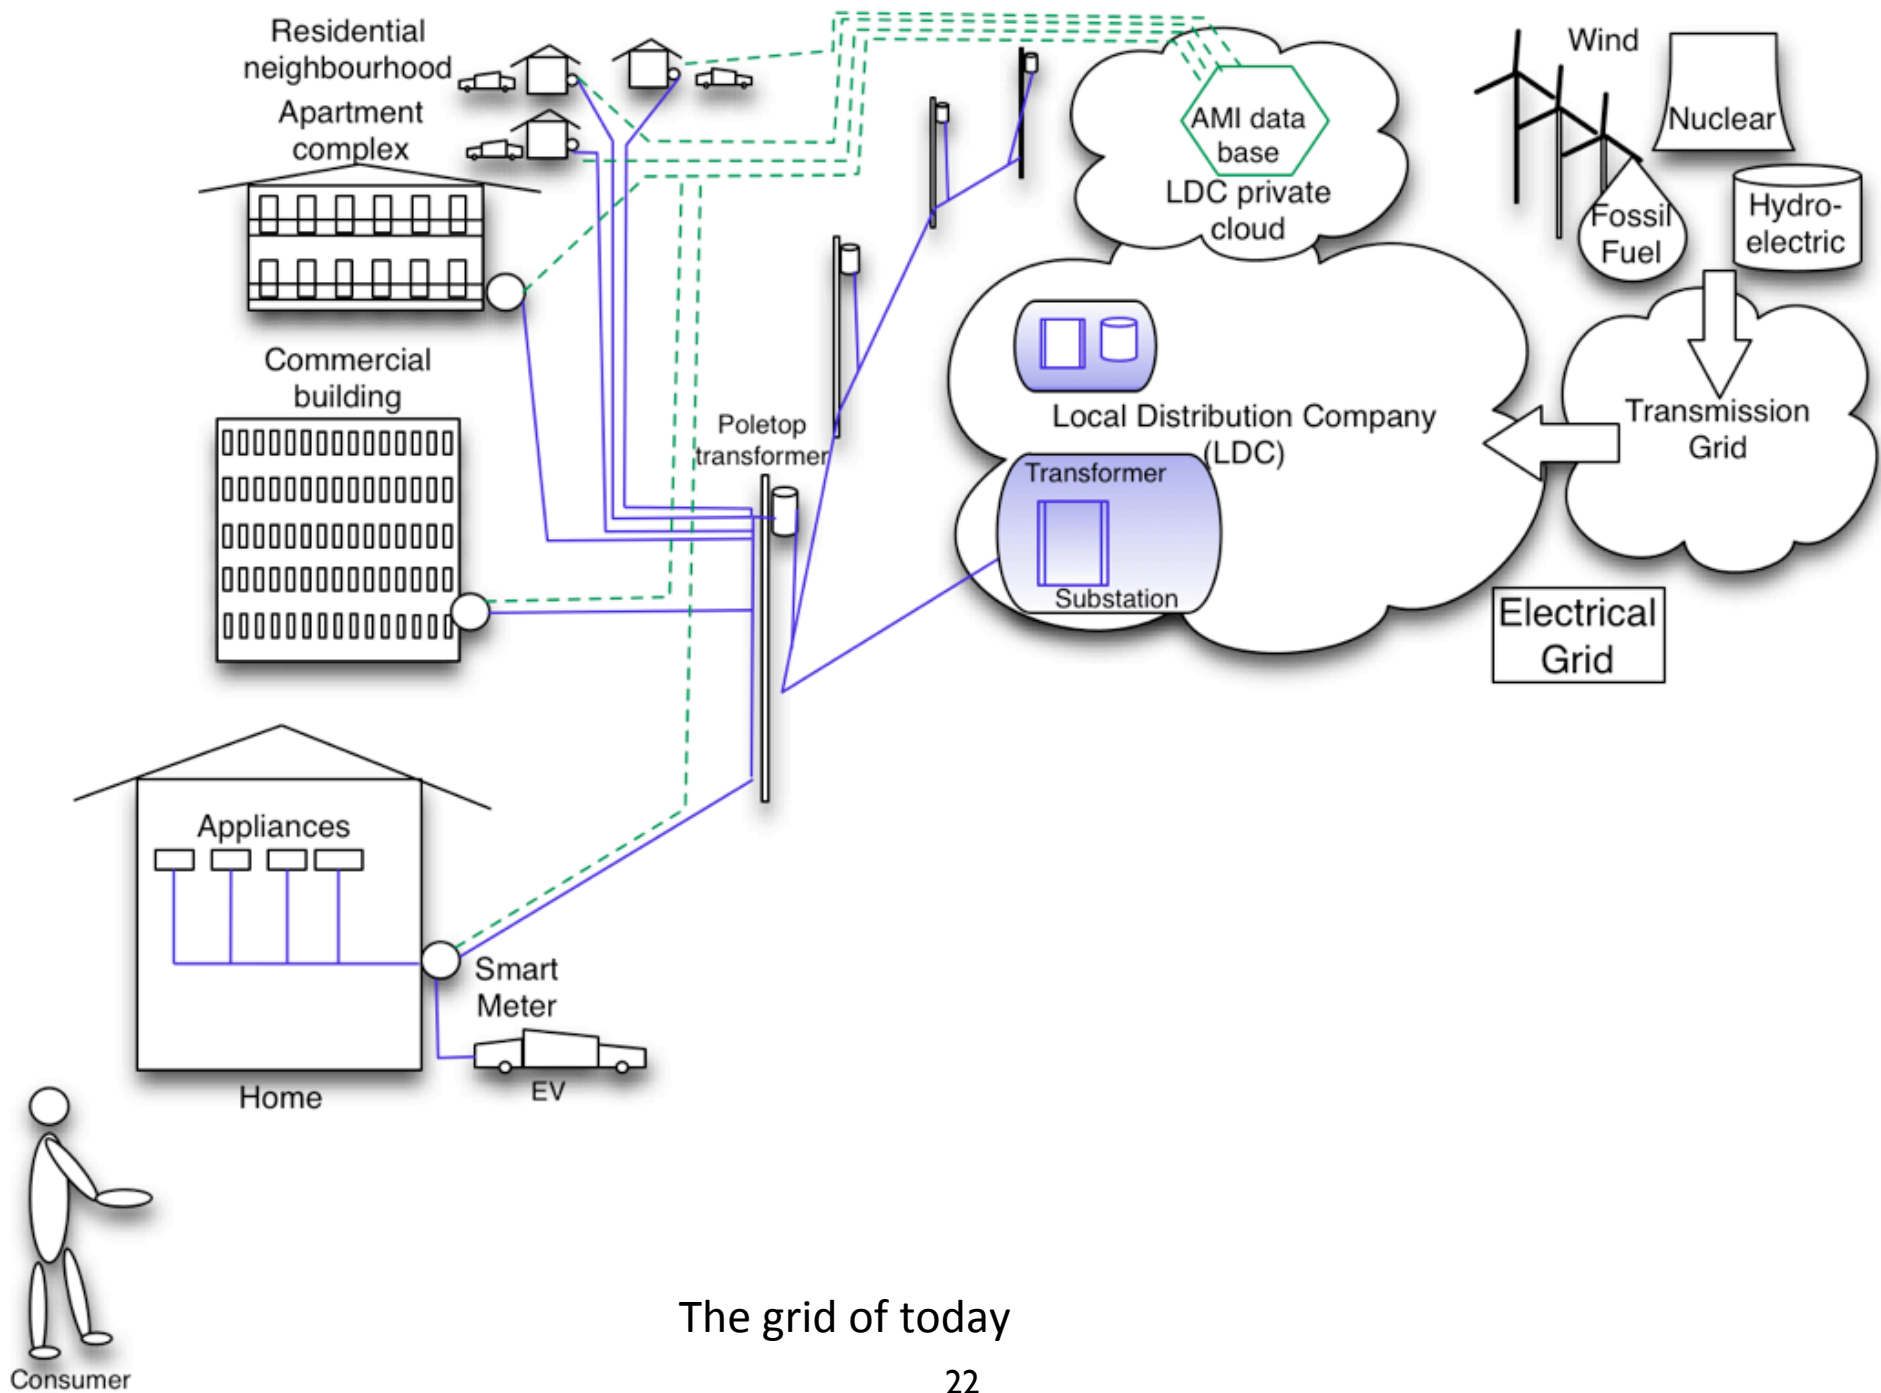 Residential
neighbourhood
Apartment
complex
Commercial
building
Poletop
transformer
Appliances
Smart
Meter
EV
Home
Consumer
AMI data
base
LDC private
cloud
Local Distribution Company
(LDC)
Transformer
Substation
Wind
Nuclear
Fossil
Fuel
Hydro-
electric
Transmission
Grid
Electrical
Grid
The grid of today
22